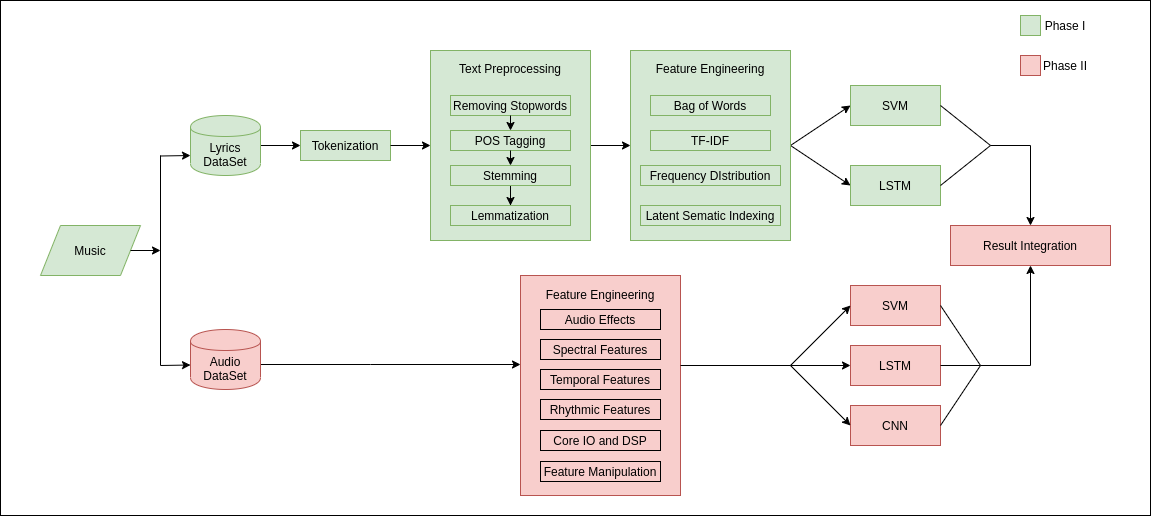 Phase I
Phase II
Music
Lyrics
DataSet
Tokenization
Text Preprocessing
Removing Stopwords
POS Tagging
Stemming
Lemmatization
Feature Engineering
Bag of Words
TF-IDF
Frequency DIstribution
Latent Sematic Indexing
SVM
LSTM
Result Integration
Audio
DataSet
Feature Engineering
Audio Effects
Spectral Features
Temporal Features
Rhythmic Features
Core IO and DSP
Feature Manipulation
SVM
LSTM
CNN